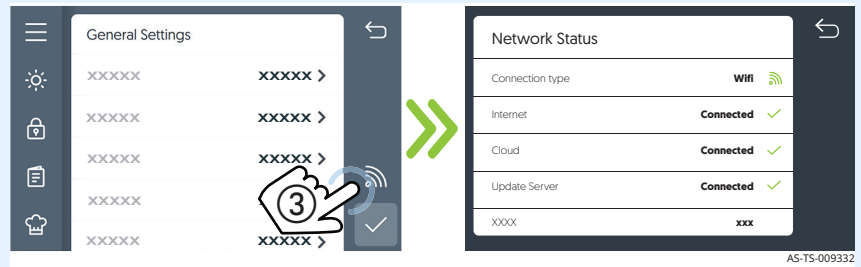 General Settings
xxxxx xxxxx
xxxxx xxxxx
xxxxx xxxxx
xxxxx
xxxxx xxxxx
3
Network Status
Connection type Wifi
Internet Connected
Cloud Connected
Update Server Connected
XXXX xxx
AS-TS-009332